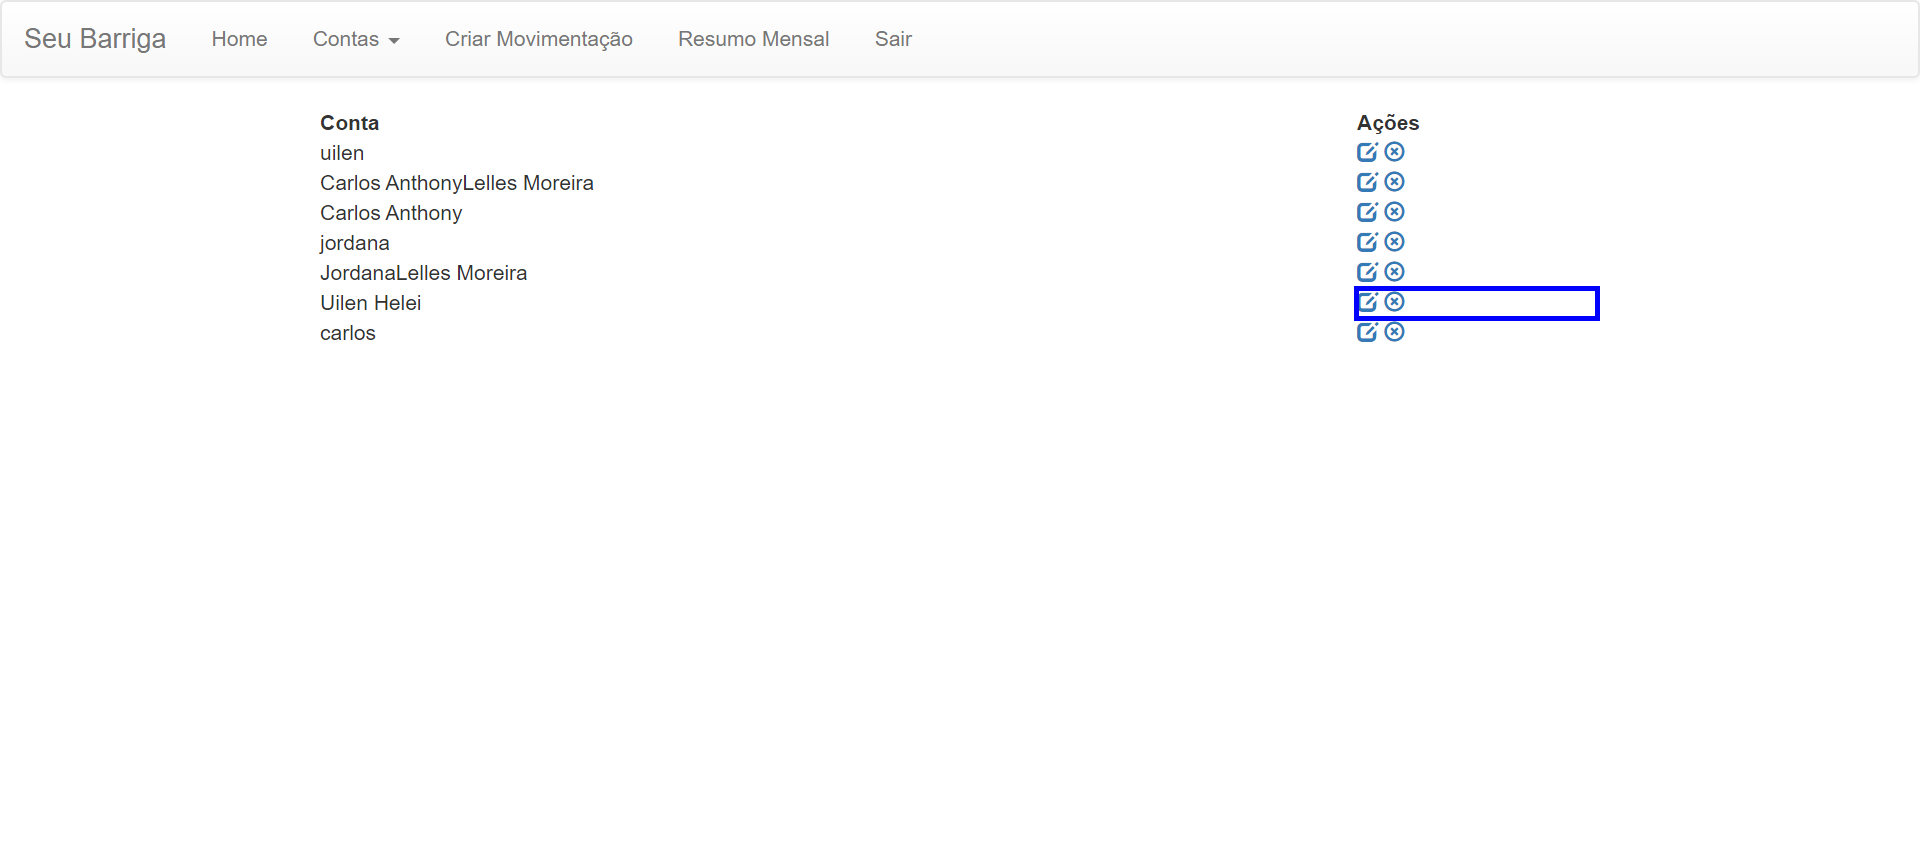 Seu Barriga Home Contas Criar Movimentação Resumo Mensal Sair
Conta Ações
uilen
Carlos AnthonyLelles Moreira
Carlos Anthony
jordana
JordanaLelles Moreira
Uilen Helei
carlos